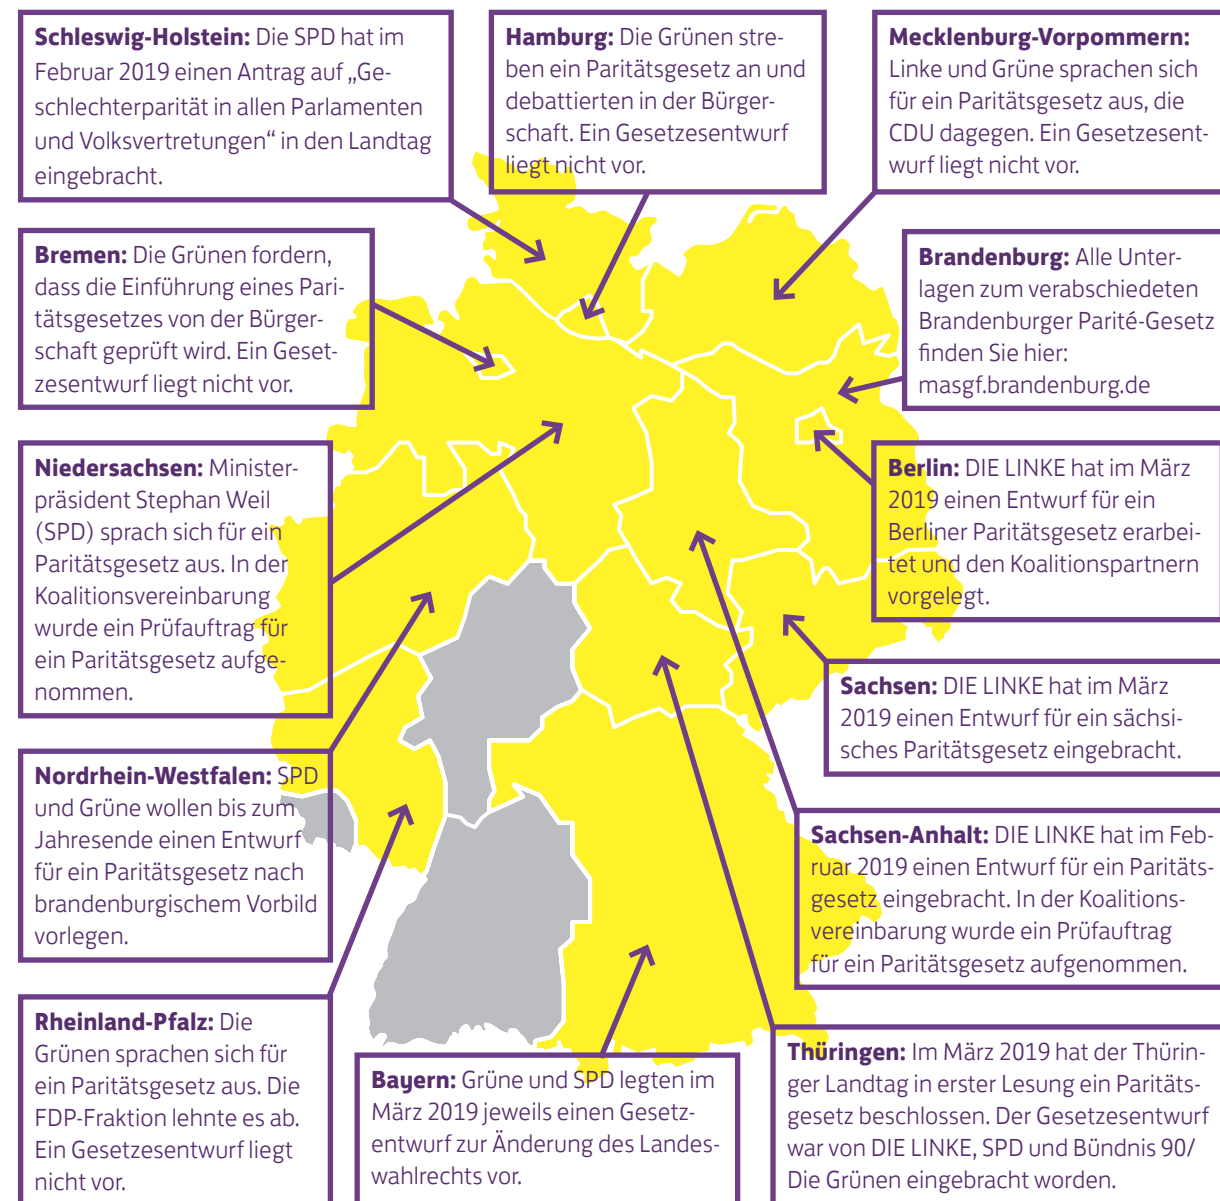 Schleswig-Holstein: Die SPD hat im
Februar 2019 einen Antrag auf „Ge-
schlechterparität in allen Parlamenten
und Volksvertretungen“ in den Landtag
eingebracht.
Hamburg: Die Grünen stre-
ben ein Paritätsgesetz an und
debattierten in der Bürger-
schaft. Ein Gesetzesentwurf
liegt nicht vor.
Mecklenburg-Vorpommern:
Linke und Grüne sprachen sich
für ein Paritätsgesetz aus, die
CDU dagegen. Ein Gesetzesent-
wurf liegt nicht vor.
Bremen: Die Grünen fordern,
dass die Einführung eines Pari-
tätsgesetzes von der Bürger-
schaft geprüft wird. Ein Geset-
zesentwurf liegt nicht vor.
Brandenburg: Alle Unter-
lagen zum verabschiedeten
Brandenburger Parité-Gesetz
finden Sie hier:
masgf.brandenburg.de
Niedersachsen: Minister-
präsident Stephan Weil
(SPD) sprach sich für ein
Paritätsgesetz aus. In der
Koalitionsvereinbarung
wurde ein Prüfauftrag für
ein Paritätsgesetz aufge-
nommen.
Berlin: DIE LINKE hat im März
2019 einen Entwurf für ein
Berliner Paritätsgesetz erarbei-
tet und den Koalitionspartnern
vorgelegt.
Sachsen: DIE LINKE hat im März
2019 einen Entwurf für ein sächsi-
sches Paritätsgesetz eingebracht.
Nordrhein-Westfalen: SPD
und Grüne wollen bis zum
Jahresende einen Entwurf
für ein Paritätsgesetz nach
brandenburgischem Vorbild
vorlegen.
Sachsen-Anhalt: DIE LINKE hat im Feb-
ruar 2019 einen Entwurf für ein Paritäts-
gesetz eingebracht. In der Koalitions-
vereinbarung wurde ein Prüfauftrag
für ein Paritätsgesetz aufgenommen.
Rheinland-Pfalz: Die
Grünen sprachen sich für
ein Paritätsgesetz aus. Die
FDP-Fraktion lehnte es ab.
Ein Gesetzesentwurf liegt
nicht vor.
Bayern: Grüne und SPD legten im
März 2019 jeweils einen Gesetz-
entwurf zur Änderung des Landes-
wahlrechts vor.
Thüringen: Im März 2019 hat der Thürin-
ger Landtag in erster Lesung ein Paritäts-
gesetz beschlossen. Der Gesetzesentwurf
war von DIE LINKE, SPD und Bündnis 90/
Die Grünen eingebracht worden.